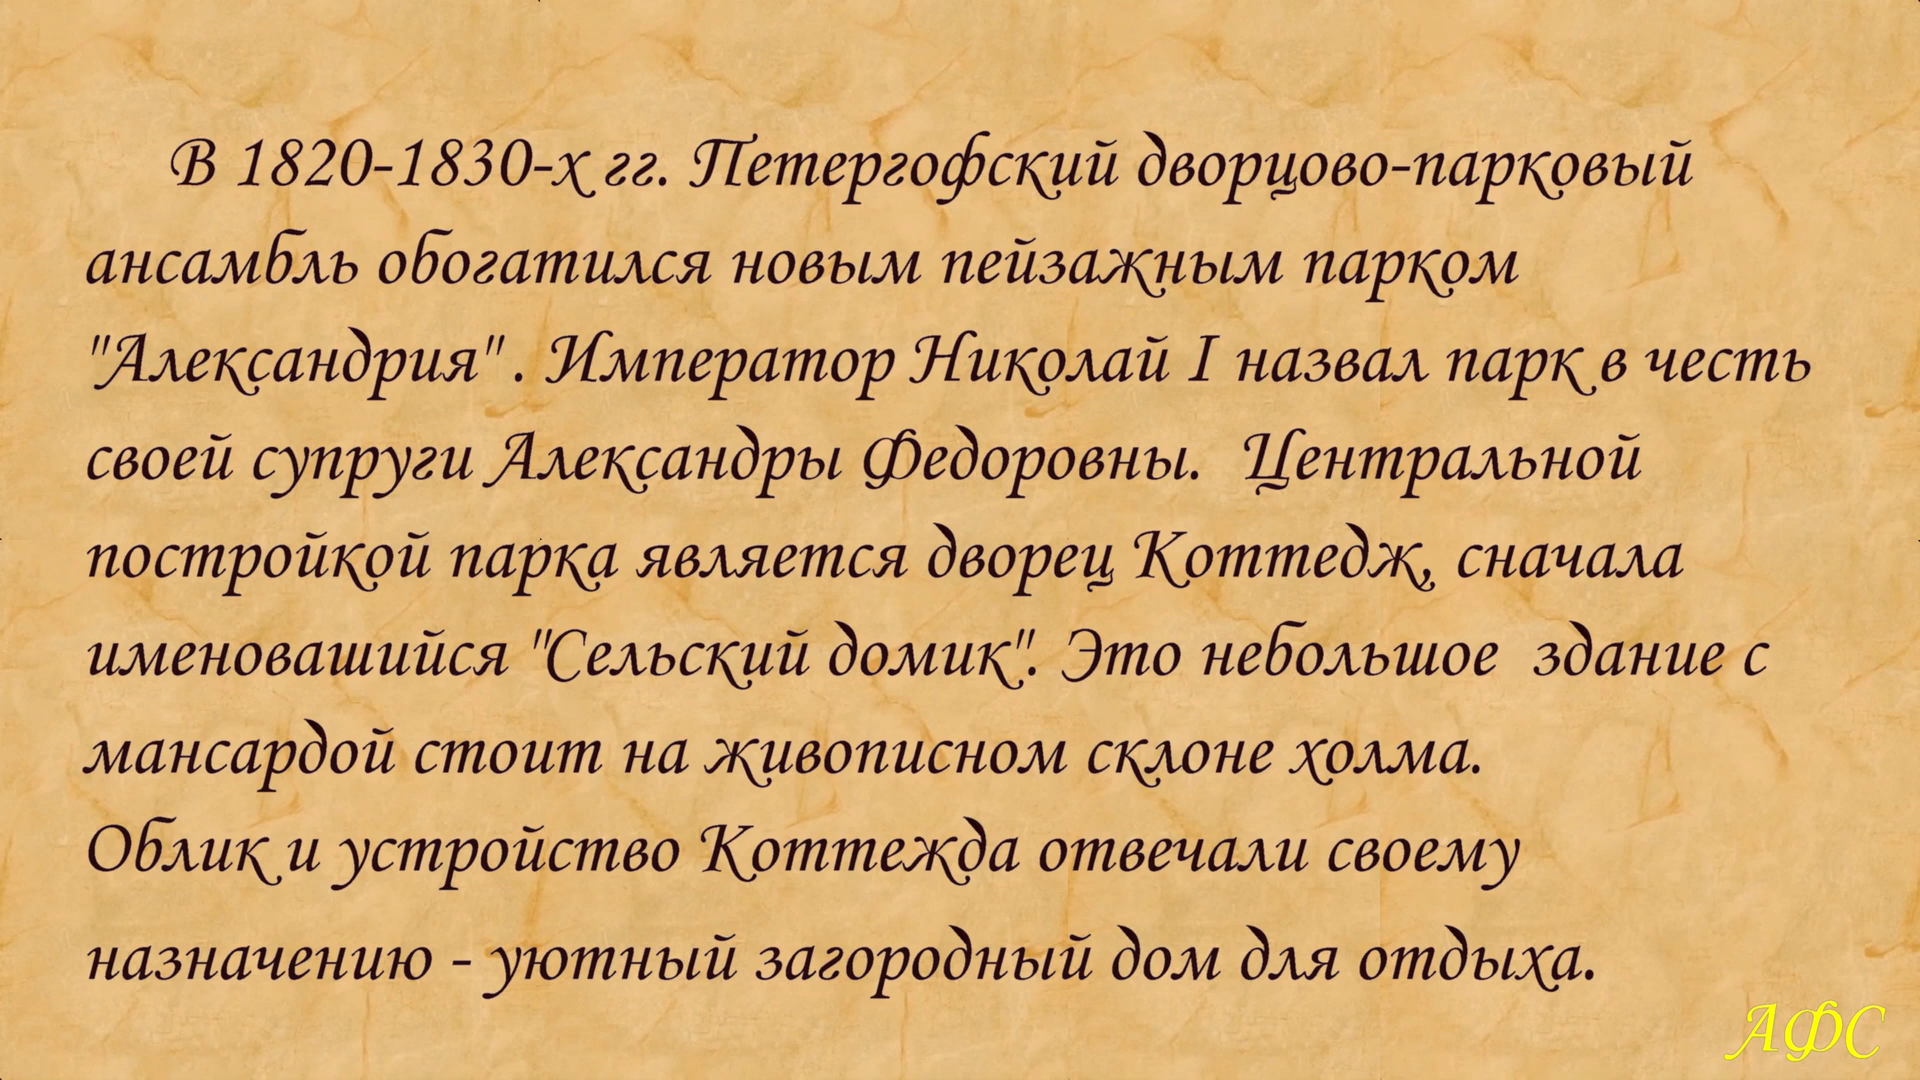 В 1820-1830-х гг. Петергофский дворцово-парковый
ансамбль обогатился новым пейзажным парком
"Александрия" . Император Николай I назвал парк в честь
своей супруги Александры Федоровны.  Центральной
постройкой парка является дворец Коттедж, сначала
именовашийся "Сельский домик". Это небольшое  здание с
мансардой стоит на живописном склоне холма.
Облик и устройство Коттежда отвечали своему
назначению - уютный загородный дом для отдыха.
АФС